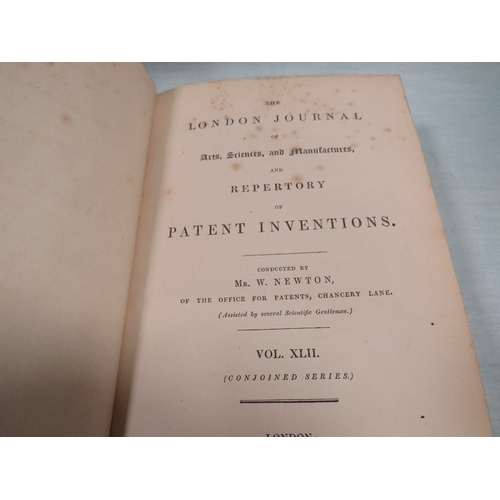 THE
LONDON JOURNAL
OF
Arts, Sciences, and Manufactures,
AND
REPERTORY
OF
PATENT INVENTIONS.
CONDUCTED BY
MR. W. NEWTON,
OF THE OFFICE FOR PATENTS, CHANCERY LANE.
(Assisted by several Scientific Gentlemen.)
VOL. XLII.
(CONJOINED SERIES.)
LONDON: